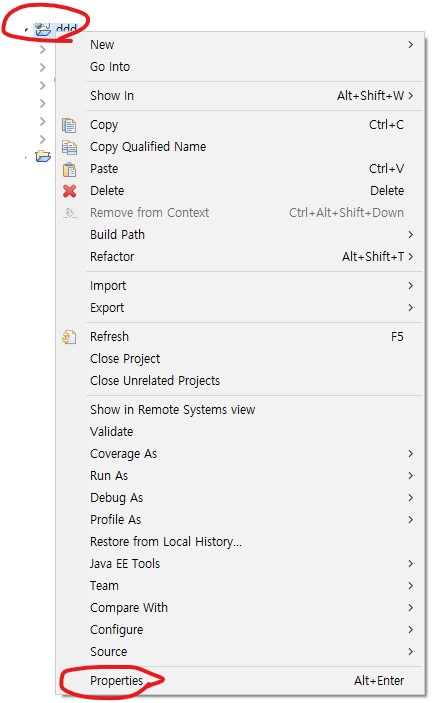 ddd
New
Go Into
Show In Alt+Shift+W
Copy Ctrl+C
Copy Qualified Name
Paste Ctrl+V
Delete Delete
Remove from Context Ctrl+Alt+Shift+Down
Build Path
Refactor Alt+Shift+T
Import
Export
Refresh F5
Close Project
Close Unrelated Projects
Show in Remote Systems view
Validate
Coverage As
Run As
Debug As
Profile As
Restore from Local History...
Java EE Tools
Team
Compare With
Configure
Source
Properties Alt+Enter